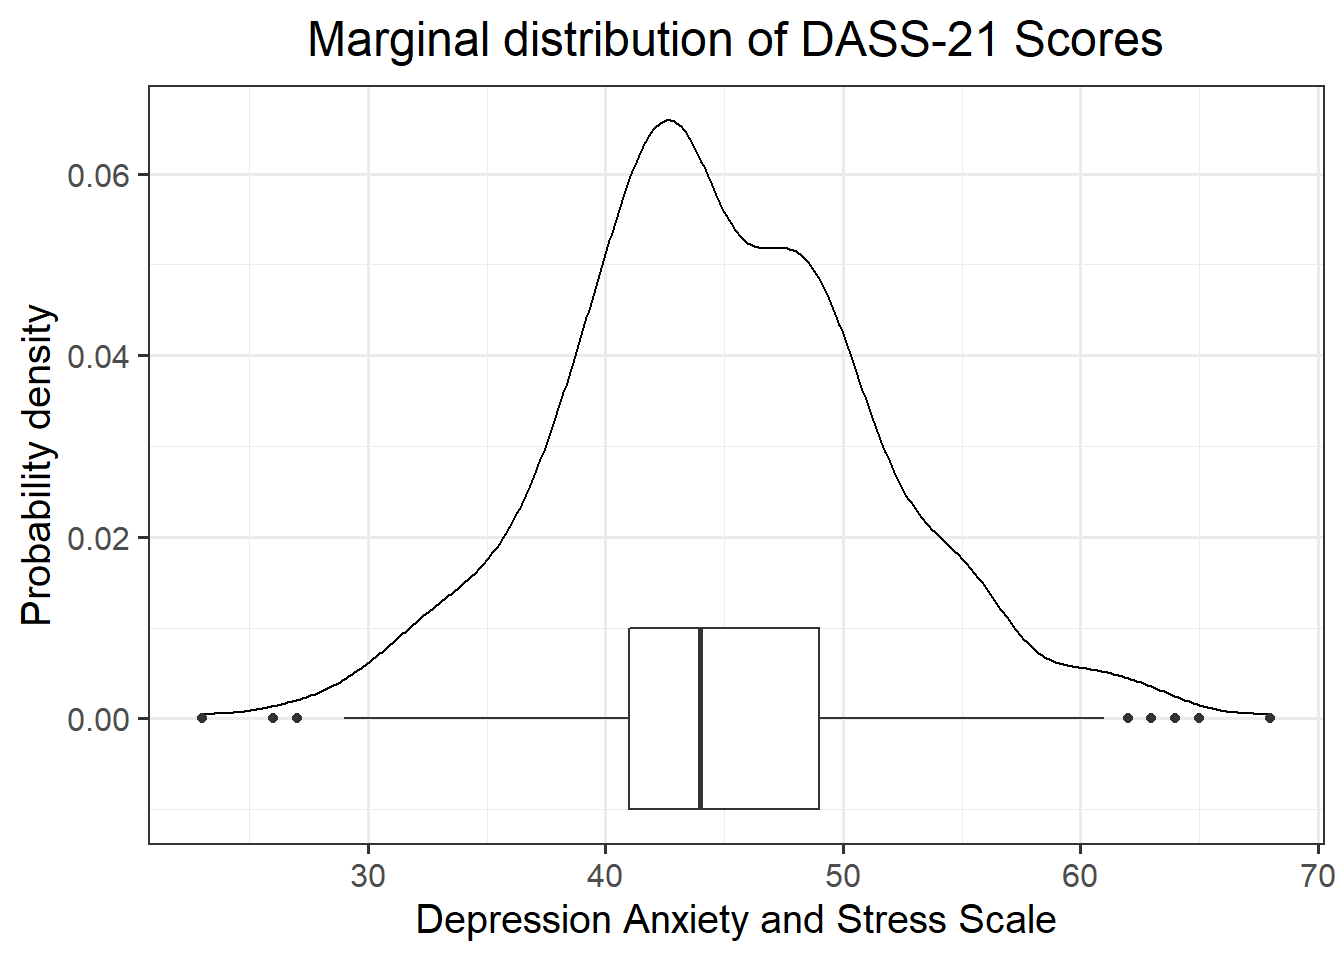 Marginal distribution of DASS-21 Scores
Probability density
0.06
0.04
0.02
0.00
30 40 50 60 70
Depression Anxiety and Stress Scale